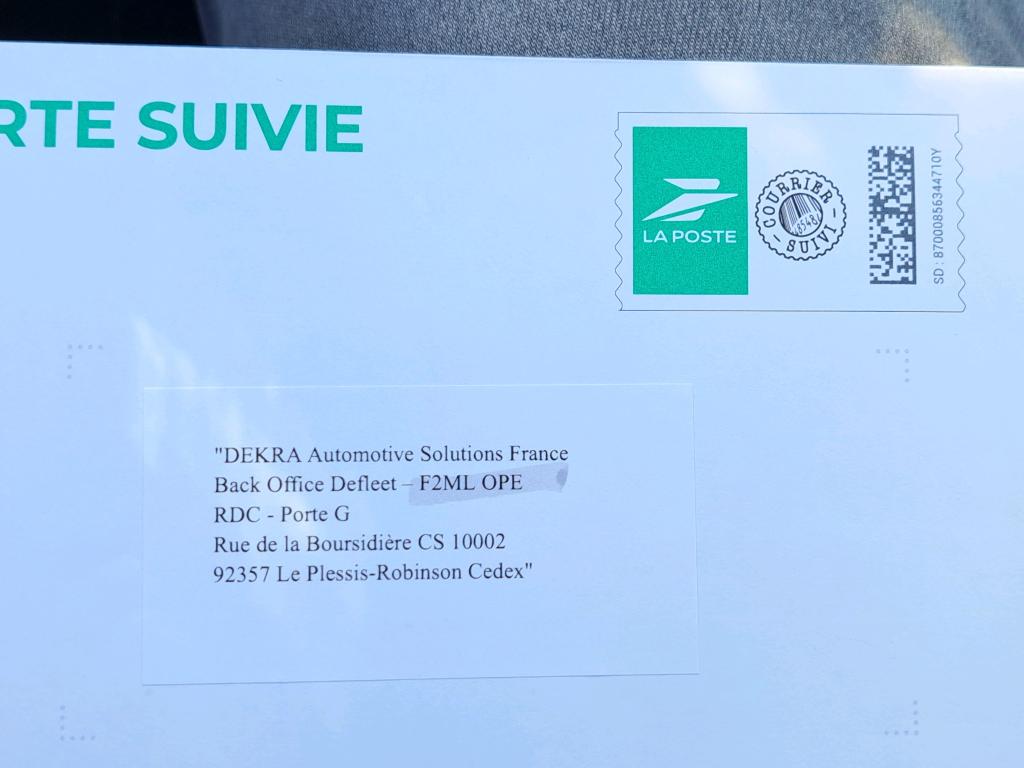 RTE SUIVIE
LA POSTE
COURRIER
8548
SUIVI
SD : 87000856344710Y
"DEKRA Automotive Solutions France
Back Office Defleet – F2ML OPE
RDC - Porte G
Rue de la Boursidière CS 10002
92357 Le Plessis-Robinson Cedex"